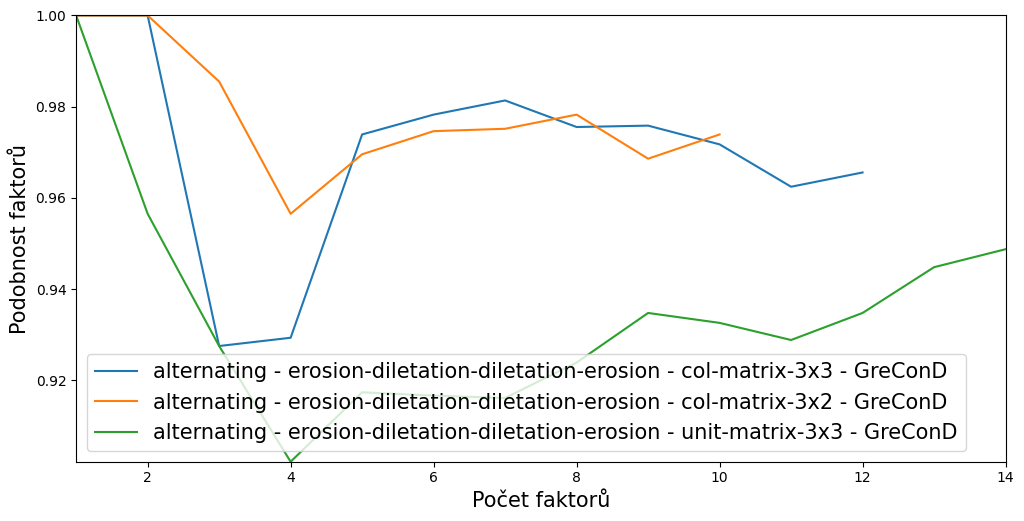 1.00
0.98
0.96
0.94
0.92
Podobnost faktorů
alternating - erosion-diletation-diletation-erosion - col-matrix-3x3 - GreConD
alternating - erosion-diletation-diletation-erosion - col-matrix-3x2 - GreConD
alternating - erosion-diletation-diletation-erosion - unit-matrix-3x3 - GreConD
2 4 6 8 10 12 14
Počet faktorů